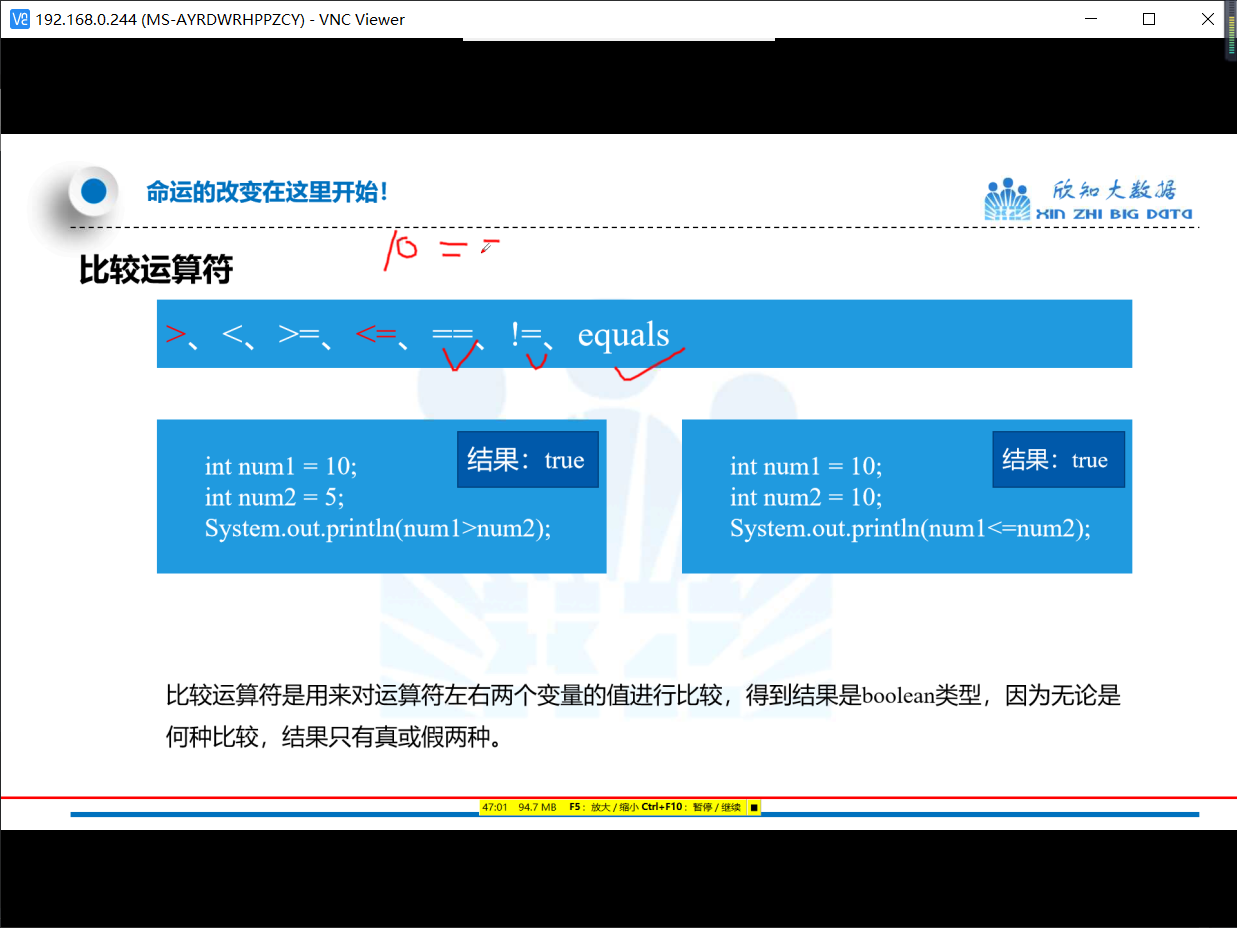 192.168.0.244 (MS-AYRDWRHPPZCY) - VNC Viewer
命运的改变在这里开始!
欣知大数据
XIN ZHI BIG DATA
10 =
比较运算符
>、<、>=、<=、==、!=、equals
int num1 = 10;
int num2 = 5;
System.out.println(num1>num2);
结果：true
int num1 = 10;
int num2 = 10;
System.out.println(num1<=num2);
结果：true
比较运算符是用来对运算符左右两个变量的值进行比较，得到结果是boolean类型，因为无论是
何种比较，结果只有真或假两种。
47:01 94.7 MB F5：放大 / 缩小 Ctrl+F10：暂停 / 继续